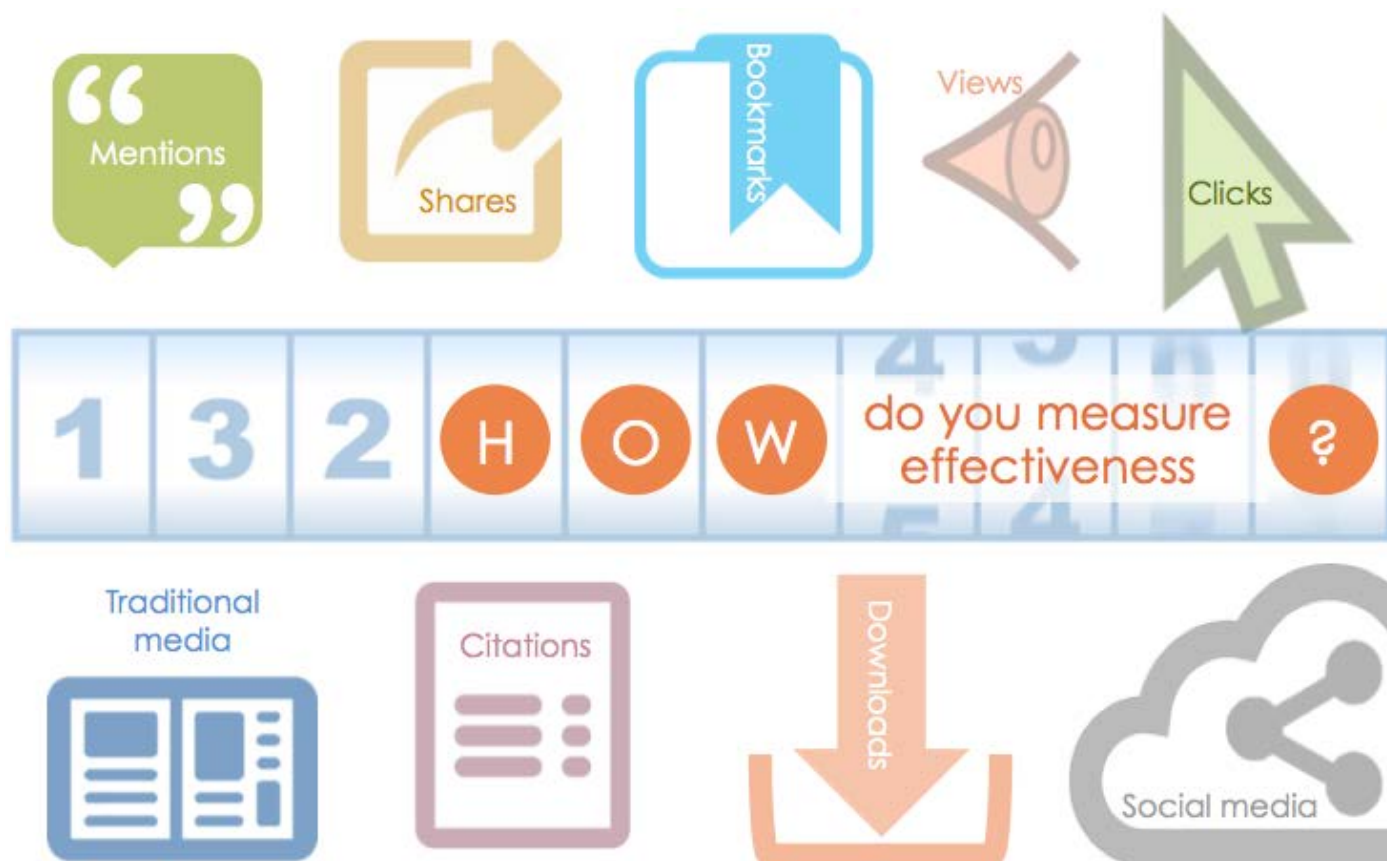 Mentions
Shares
Bookmarks
Views
Clicks
1 3 2 H O W do you measure
effectiveness ?
Traditional
media
Citations
Downloads
Social media